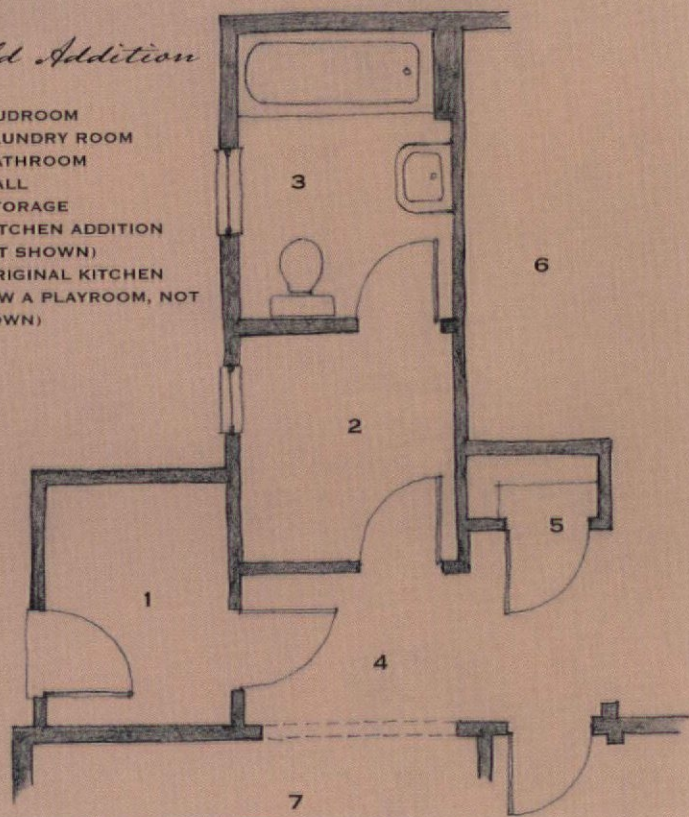 ld Addition
UDROOM
UNDRY ROOM
ATHROOM
ALL
TORAGE
TCHEN ADDITION
T SHOWN)
RIGINAL KITCHEN
W A PLAYROOM, NOT
OWN)
3
6
2
5
1
4
7